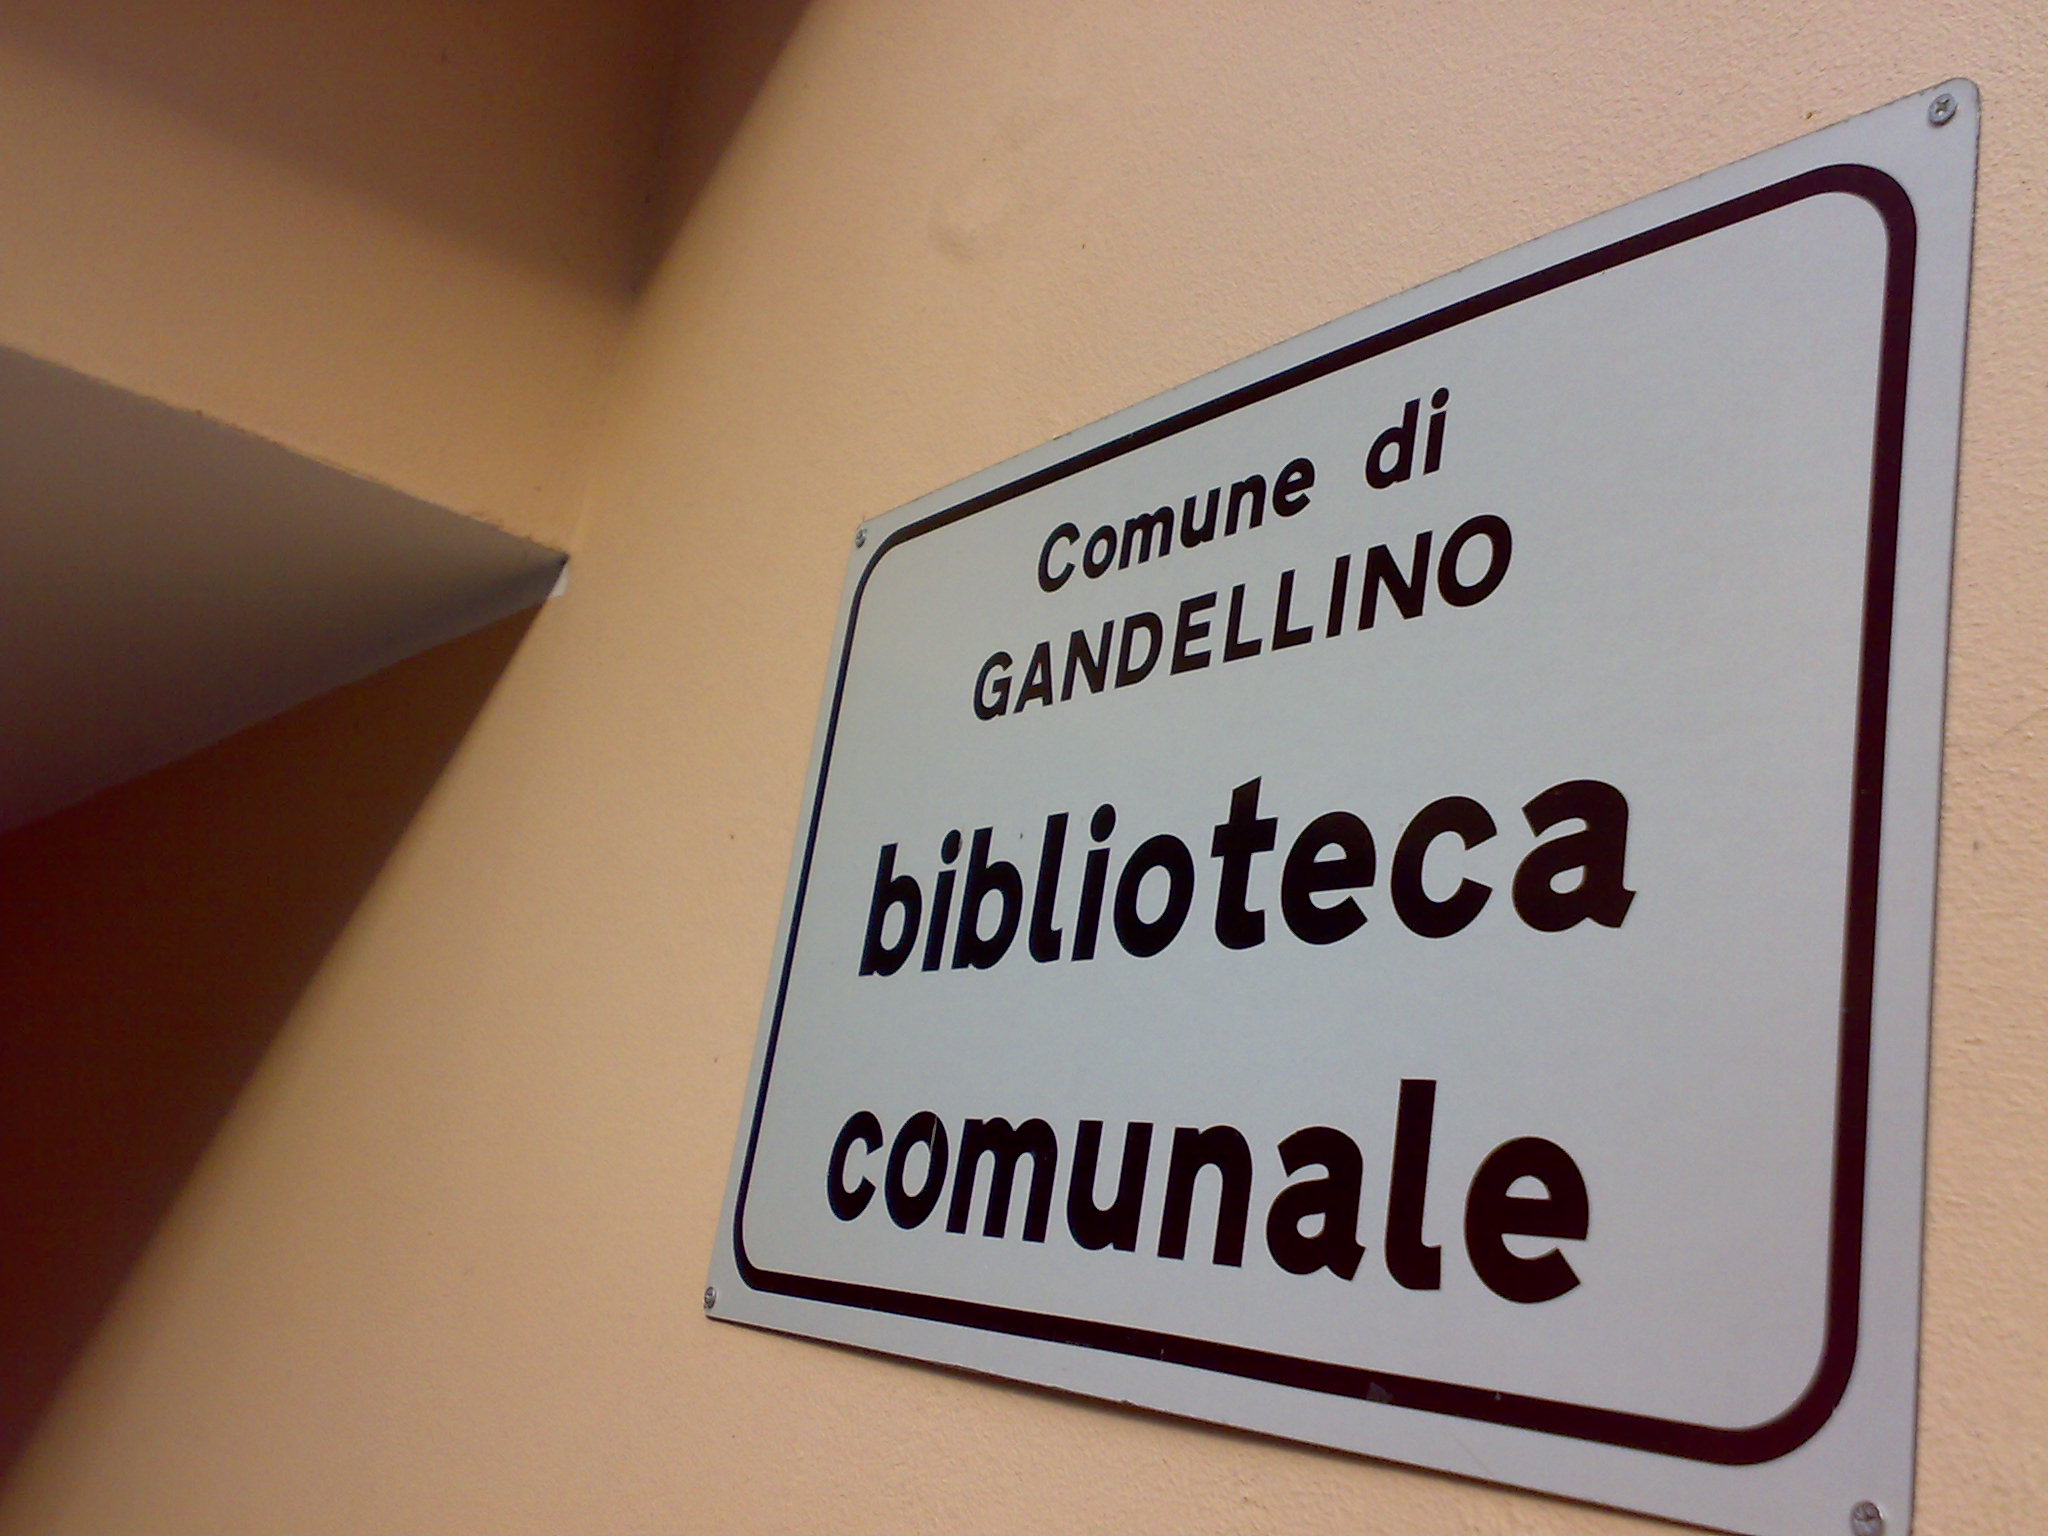 Comune di
GANDELLINO
biblioteca
comunale